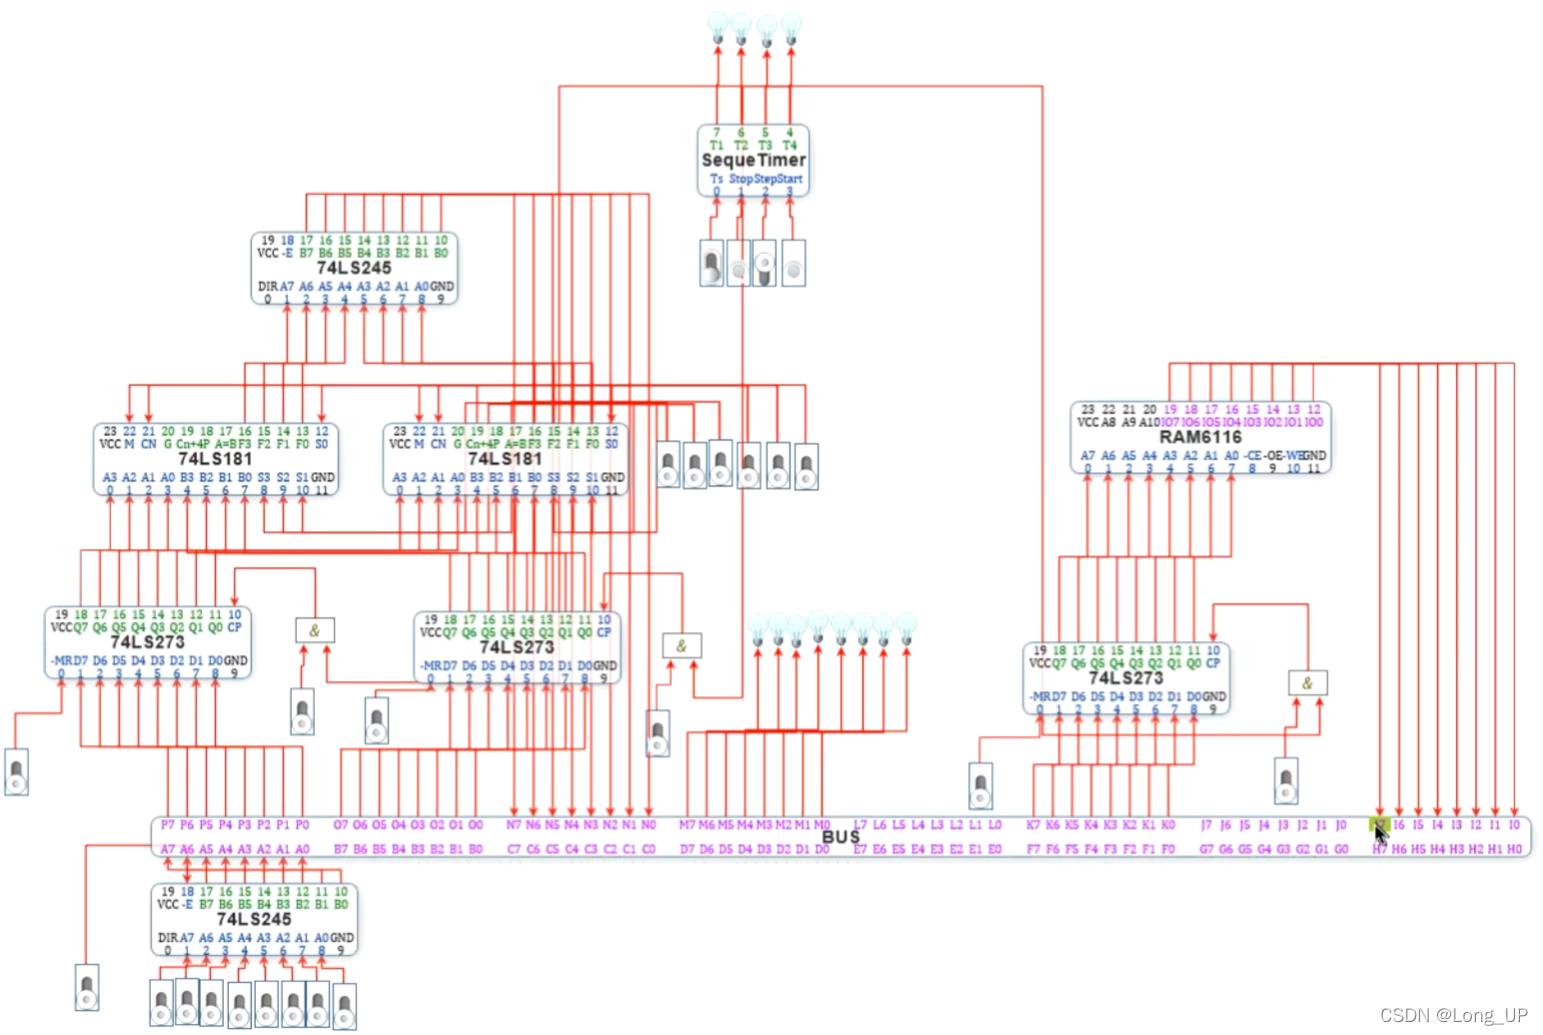 7 6 5 4
T1 T2 T3 T4
SequeTimer
Ts Stop Step Start
0 1 2 3
19 18 17 16 15 14 13 12 11 10
VCC -E B7 B6 B5 B4 B3 B2 B1 B0
74LS245
DIR A7 A6 A5 A4 A3 A2 A1 A0 GND
0 1 2 3 4 5 6 7 8 9
23 22 21 20 19 18 17 16 15 14 13 12
VCC M CN G Cn+4 P A=B F3 F2 F1 F0 S0
74LS181
A3 A2 A1 A0 B3 B2 B1 B0 S3 S2 S1 GND
0 1 2 3 4 5 6 7 8 9 10 11
23 22 21 20 19 18 17 16 15 14 13 12
VCC M CN G Cn+4 P A=B F3 F2 F1 F0 S0
74LS181
A3 A2 A1 A0 B3 B2 B1 B0 S3 S2 S1 GND
0 1 2 3 4 5 6 7 8 9 10 11
23 22 21 20 19 18 17 16 15 14 13 12
VCC A8 A9 A10 IO7 IO6 IO5 IO4 IO3 IO2 IO1 IO0
RAM6116
A7 A6 A5 A4 A3 A2 A1 A0 -CE -OE -WE GND
0 1 2 3 4 5 6 7 8 9 10 11
19 18 17 16 15 14 13 12 11 10
VCC Q7 Q6 Q5 Q4 Q3 Q2 Q1 Q0 CP
74LS273
-MR D7 D6 D5 D4 D3 D2 D1 D0 GND
0 1 2 3 4 5 6 7 8 9
&
19 18 17 16 15 14 13 12 11 10
VCC Q7 Q6 Q5 Q4 Q3 Q2 Q1 Q0 CP
74LS273
-MR D7 D6 D5 D4 D3 D2 D1 D0 GND
0 1 2 3 4 5 6 7 8 9
&
19 18 17 16 15 14 13 12 11 10
VCC Q7 Q6 Q5 Q4 Q3 Q2 Q1 Q0 CP
74LS273
-MR D7 D6 D5 D4 D3 D2 D1 D0 GND
0 1 2 3 4 5 6 7 8 9
&
P7 P6 P5 P4 P3 P2 P1 P0 O7 O6 O5 O4 O3 O2 O1 O0 N7 N6 N5 N4 N3 N2 N1 N0 M7 M6 M5 M4 M3 M2 M1 M0 L7 L6 L5 L4 L3 L2 L1 L0 K7 K6 K5 K4 K3 K2 K1 K0 J7 J6 J5 J4 J3 J2 J1 J0 I6 I5 I4 I3 I2 I1 I0
BUS
A7 A6 A5 A4 A3 A2 A1 A0 B7 B6 B5 B4 B3 B2 B1 B0 C7 C6 C5 C4 C3 C2 C1 C0 D7 D6 D5 D4 D3 D2 D1 D0 E7 E6 E5 E4 E3 E2 E1 E0 F7 F6 F5 F4 F3 F2 F1 F0 G7 G6 G5 G4 G3 G2 G1 G0 H7 H6 H5 H4 H3 H2 H1 H0
19 18 17 16 15 14 13 12 11 10
VCC -E B7 B6 B5 B4 B3 B2 B1 B0
74LS245
DIR A7 A6 A5 A4 A3 A2 A1 A0 GND
0 1 2 3 4 5 6 7 8 9
CSDN @Long_UP